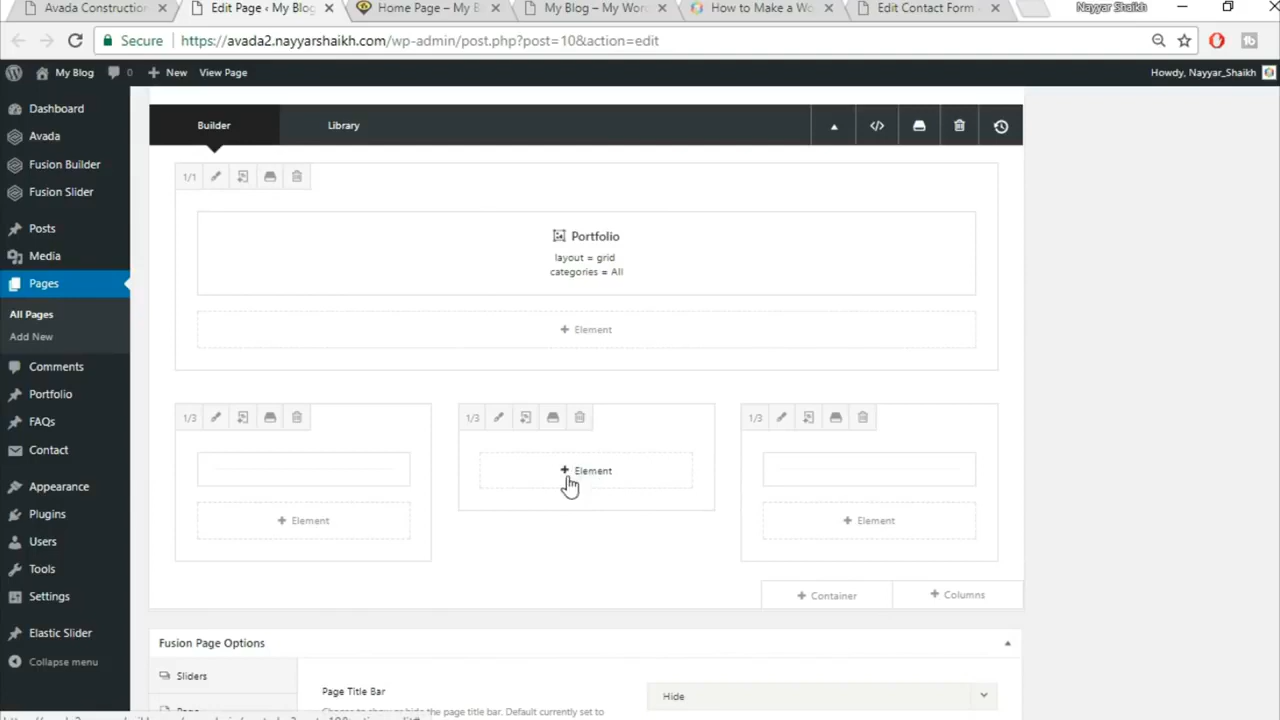 Avada Construction
Edit Page ‹ My Blog
Home Page – My B
My Blog – My Wor
How to Make a Wo
Edit Contact Form –
Nayyar Shaikh
Secure
https://avada2.nayyarshaikh.com/wp-admin/post.php?post=10&action=edit
My Blog
0
New
View Page
Howdy, Nayyar_Shaikh
Dashboard
Avada
Fusion Builder
Fusion Slider
Posts
Media
Pages
All Pages
Add New
Comments
Portfolio
FAQs
Contact
Appearance
Plugins
Users
Tools
Settings
Elastic Slider
Collapse menu
Builder
Library
1/1
Portfolio
layout = grid
categories = All
+ Element
1/3
1/3
1/3
+ Element
+ Element
+ Element
+ Container
+ Columns
Fusion Page Options
Sliders
Page Title Bar
Hide
Choose to show or hide the page title bar. Default currently set to